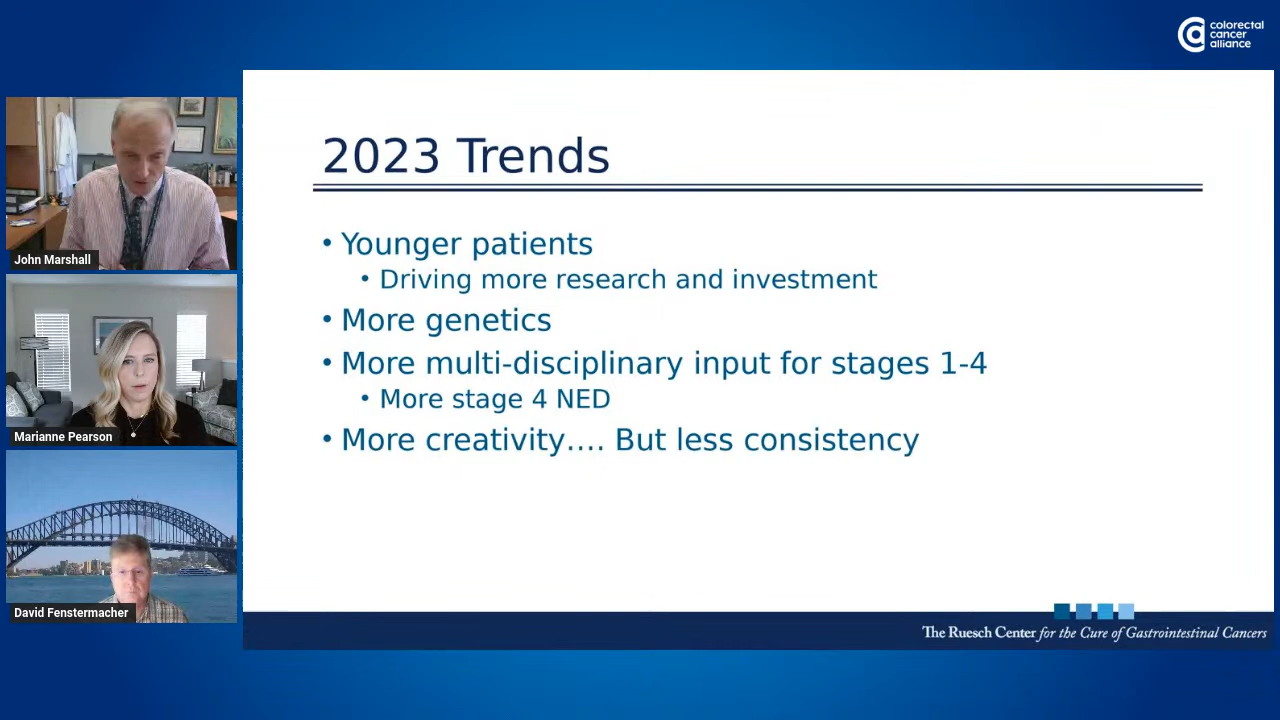 colorectal
cancer
alliance
John Marshall
Marianne Pearson
David Fenstermacher
2023 Trends
• Younger patients
• Driving more research and investment
• More genetics
• More multi-disciplinary input for stages 1-4
• More stage 4 NED
• More creativity.... But less consistency
The Ruesch Center for the Cure of Gastrointestinal Cancers